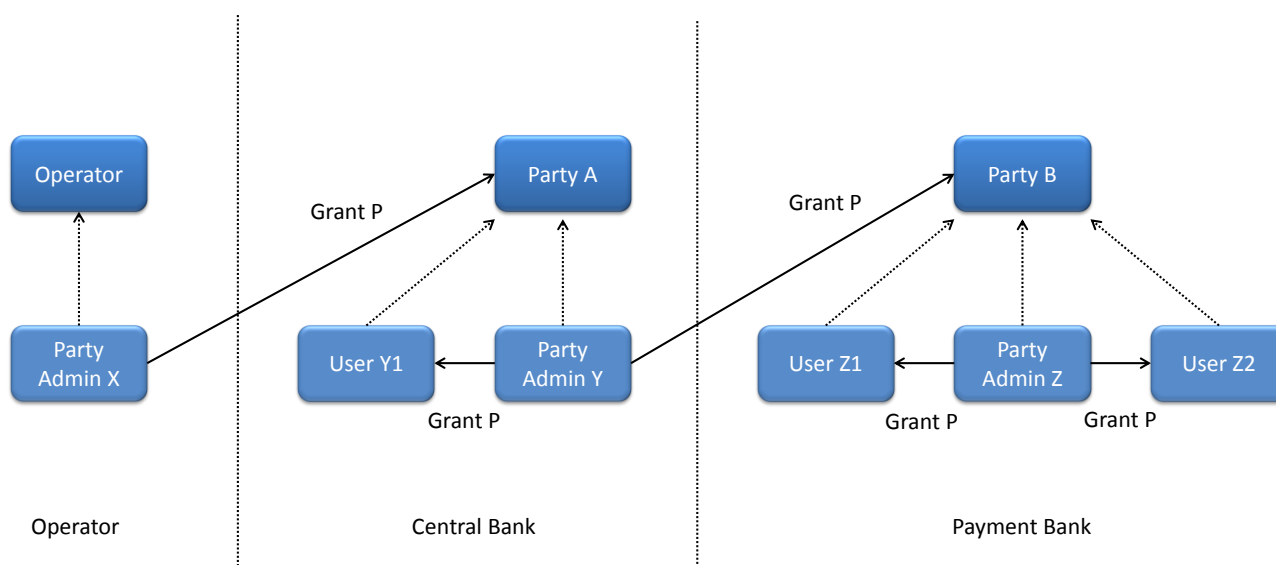 Operator
Party A
Party B
Grant P
Grant P
Party
Admin X
User Y1
Party
Admin Y
User Z1
Party
Admin Z
User Z2
Grant P
Grant P
Grant P
Operator
Central Bank
Payment Bank